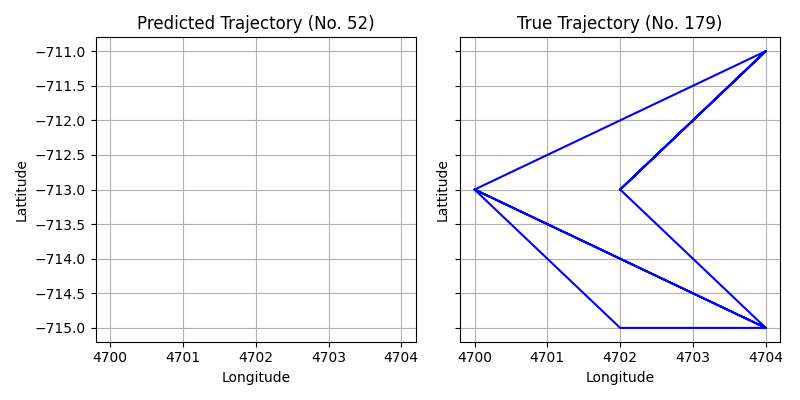 Predicted Trajectory (No. 52)
−711.0
−711.5
−712.0
−712.5
−713.0
−713.5
−714.0
−714.5
−715.0
Lattitude
4700 4701 4702 4703 4704
Longitude
True Trajectory (No. 179)
Lattitude
4700 4701 4702 4703 4704
Longitude